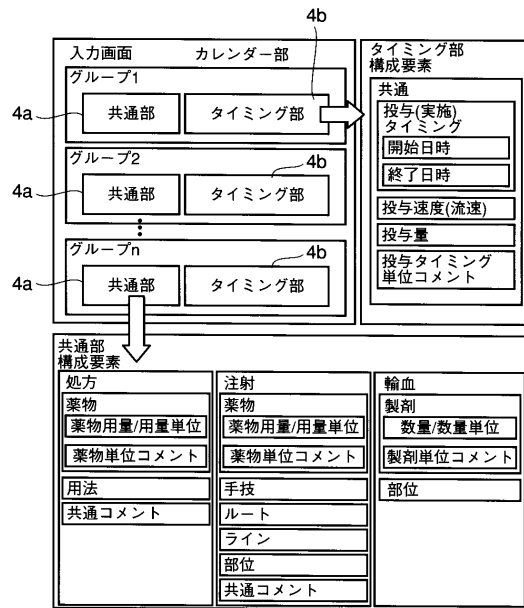 4b
入力画面 カレンダー部
グループ1
4a
共通部
タイミング部
グループ2
4b
4a
共通部
タイミング部
グループn
4b
4a
共通部
タイミング部
タイミング部
構成要素
共通
投与(実施)
タイミング
開始日時
終了日時
投与速度(流速)
投与量
投与タイミング
単位コメント
共通部
構成要素
処方
薬物
薬物用量/用量単位
薬物単位コメント
用法
共通コメント
注射
薬物
薬物用量/用量単位
薬物単位コメント
手技
ルート
ライン
部位
共通コメント
輸血
製剤
数量/数量単位
製剤単位コメント
部位